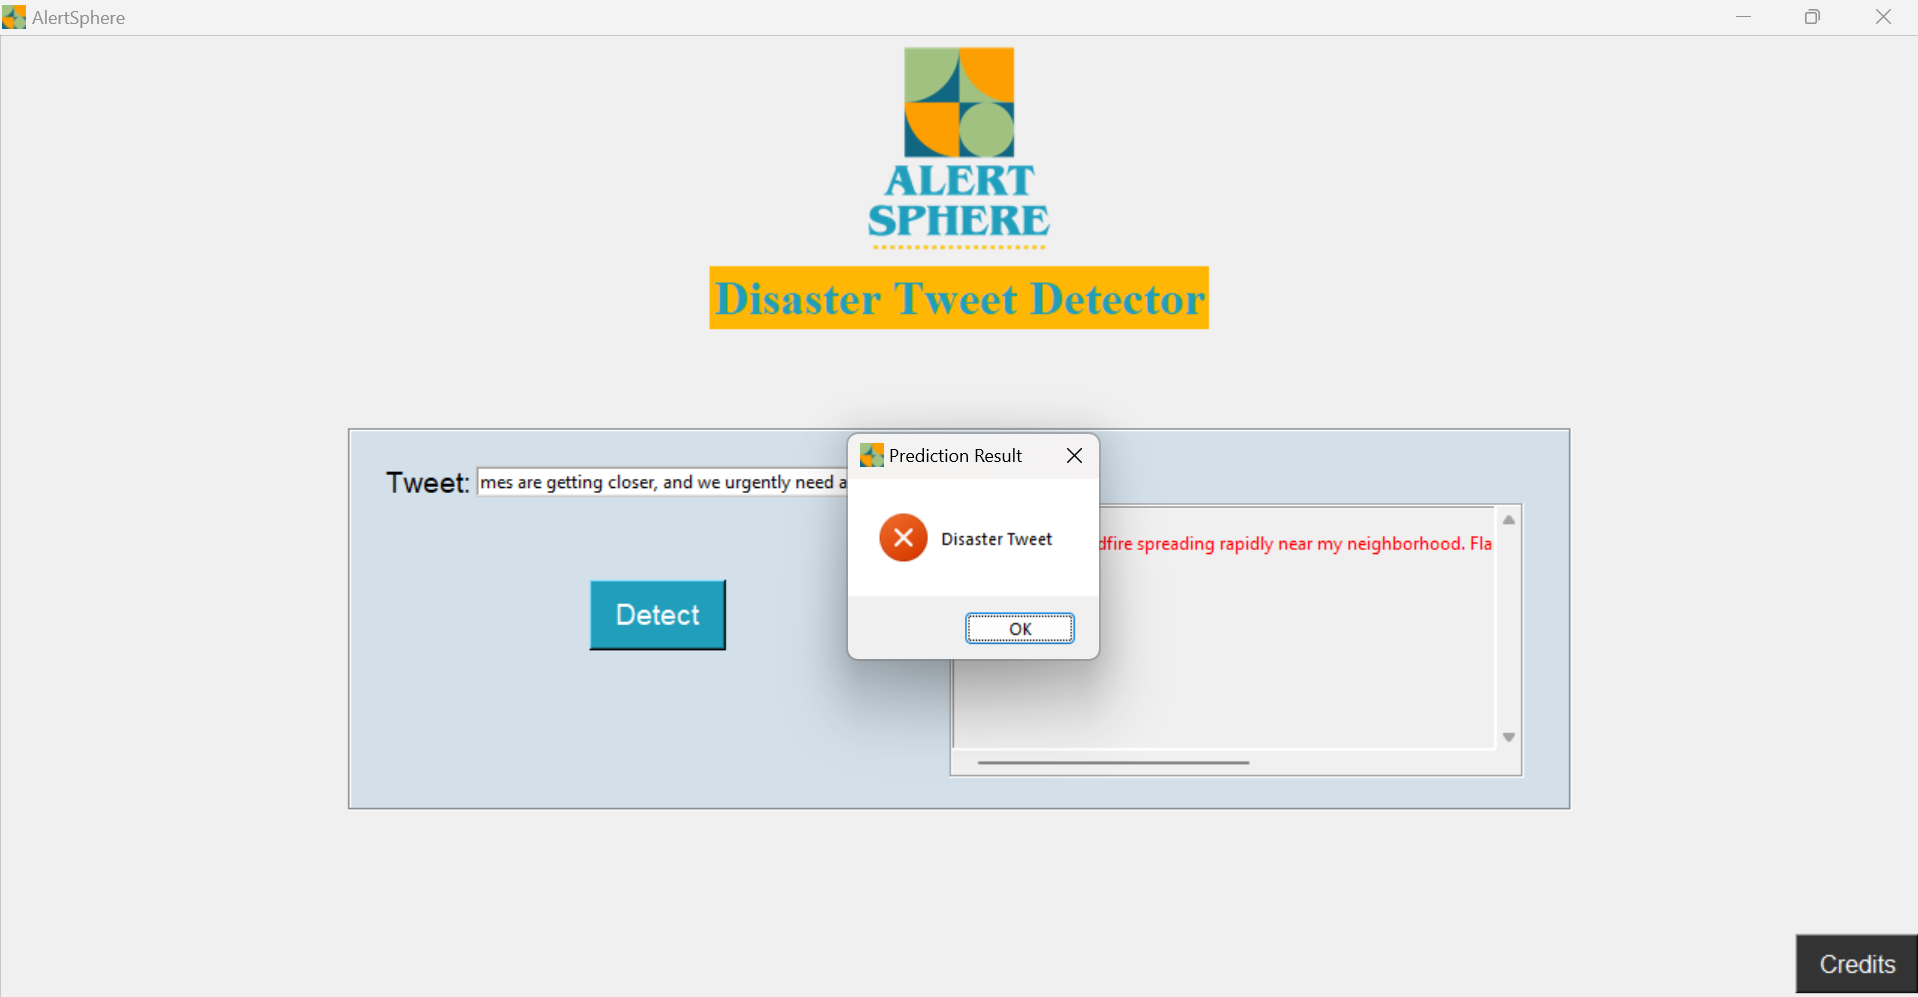 AlertSphere
ALERT
SPHERE
Disaster Tweet Detector
Prediction Result
Tweet: mes are getting closer, and we urgently need a
Disaster Tweet
spreading rapidly near my neighborhood. Fla
Detect
OK
Credits